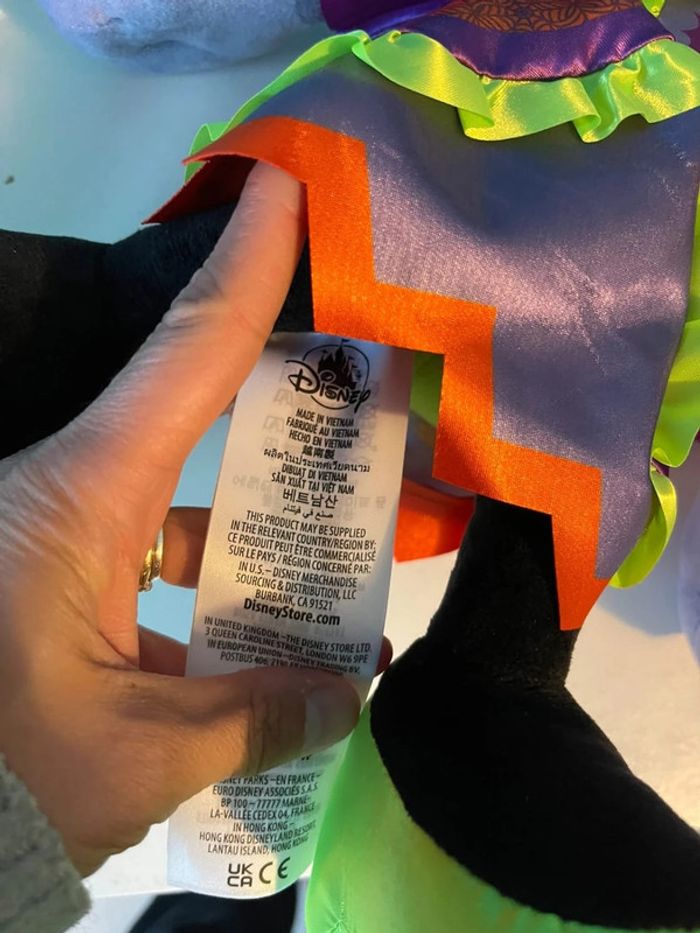 Disney
MADE IN VIETNAM
FABRIQUÉ AU VIETNAM
HECHO EN VIETNAM
越南製
ผลิตในประเทศเวียดนาม
DIBUAT DI VIETNAM
SẢN XUẤT TẠI VIỆT NAM
베트남산
صنع في فيتنام
THIS PRODUCT MAY BE SUPPLIED
IN THE RELEVANT COUNTRY/REGION BY:
CE PRODUIT PEUT ÊTRE COMMERCIALISÉ
SUR LE PAYS / RÉGION CONCERNÉ PAR:
IN U.S.– DISNEY MERCHANDISE
SOURCING & DISTRIBUTION, LLC
BURBANK, CA 91521
DisneyStore.com
IN UNITED KINGDOM –THE DISNEY STORE LTD.
3 QUEEN CAROLINE STREET, LONDON W6 9PE
IN EUROPEAN UNION–DISNEY TRADING BV,
POSTBUS 406
PARKS –EN FRANCE–
EURO DISNEY ASSOCIÉS S.A.S.
BP 100 –77777 MARNE-
LA-VALLÉE CEDEX 04, FRANCE
IN HONG KONG –
HONG KONG DISNEYLAND RESORT,
LANTAU ISLAND, HONG KONG
UK
CA CE